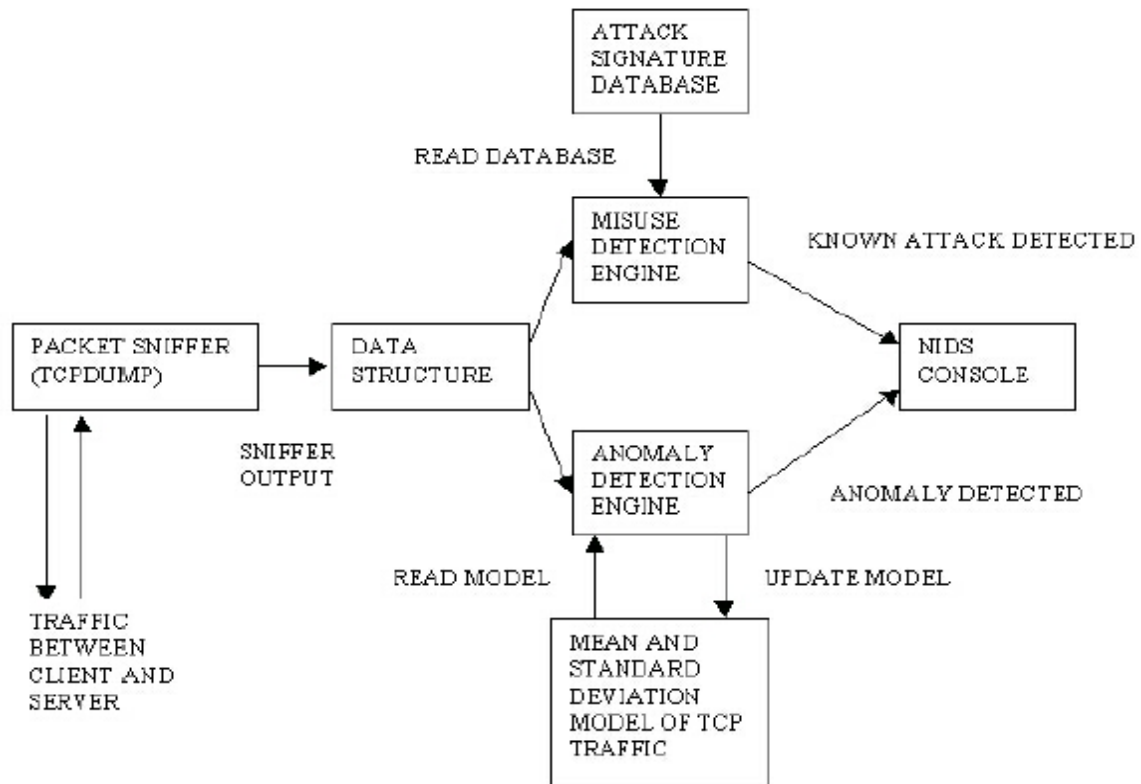 ATTACK
SIGNATURE
DATABASE
READ DATABASE
MISUSE
DETECTION
ENGINE
KNOWN ATTACK DETECTED
PACKET SNIFFER
(TCPDUMP)
DATA
STRUCTURE
NIDS
CONSOLE
SNIFFER
OUTPUT
ANOMALY
DETECTION
ENGINE
ANOMALY DETECTED
READ MODEL
UPDATE MODEL
TRAFFIC
BETWEEN
CLIENT AND
SERVER
MEAN AND
STANDARD
DEVIATION
MODEL OF TCP
TRAFFIC